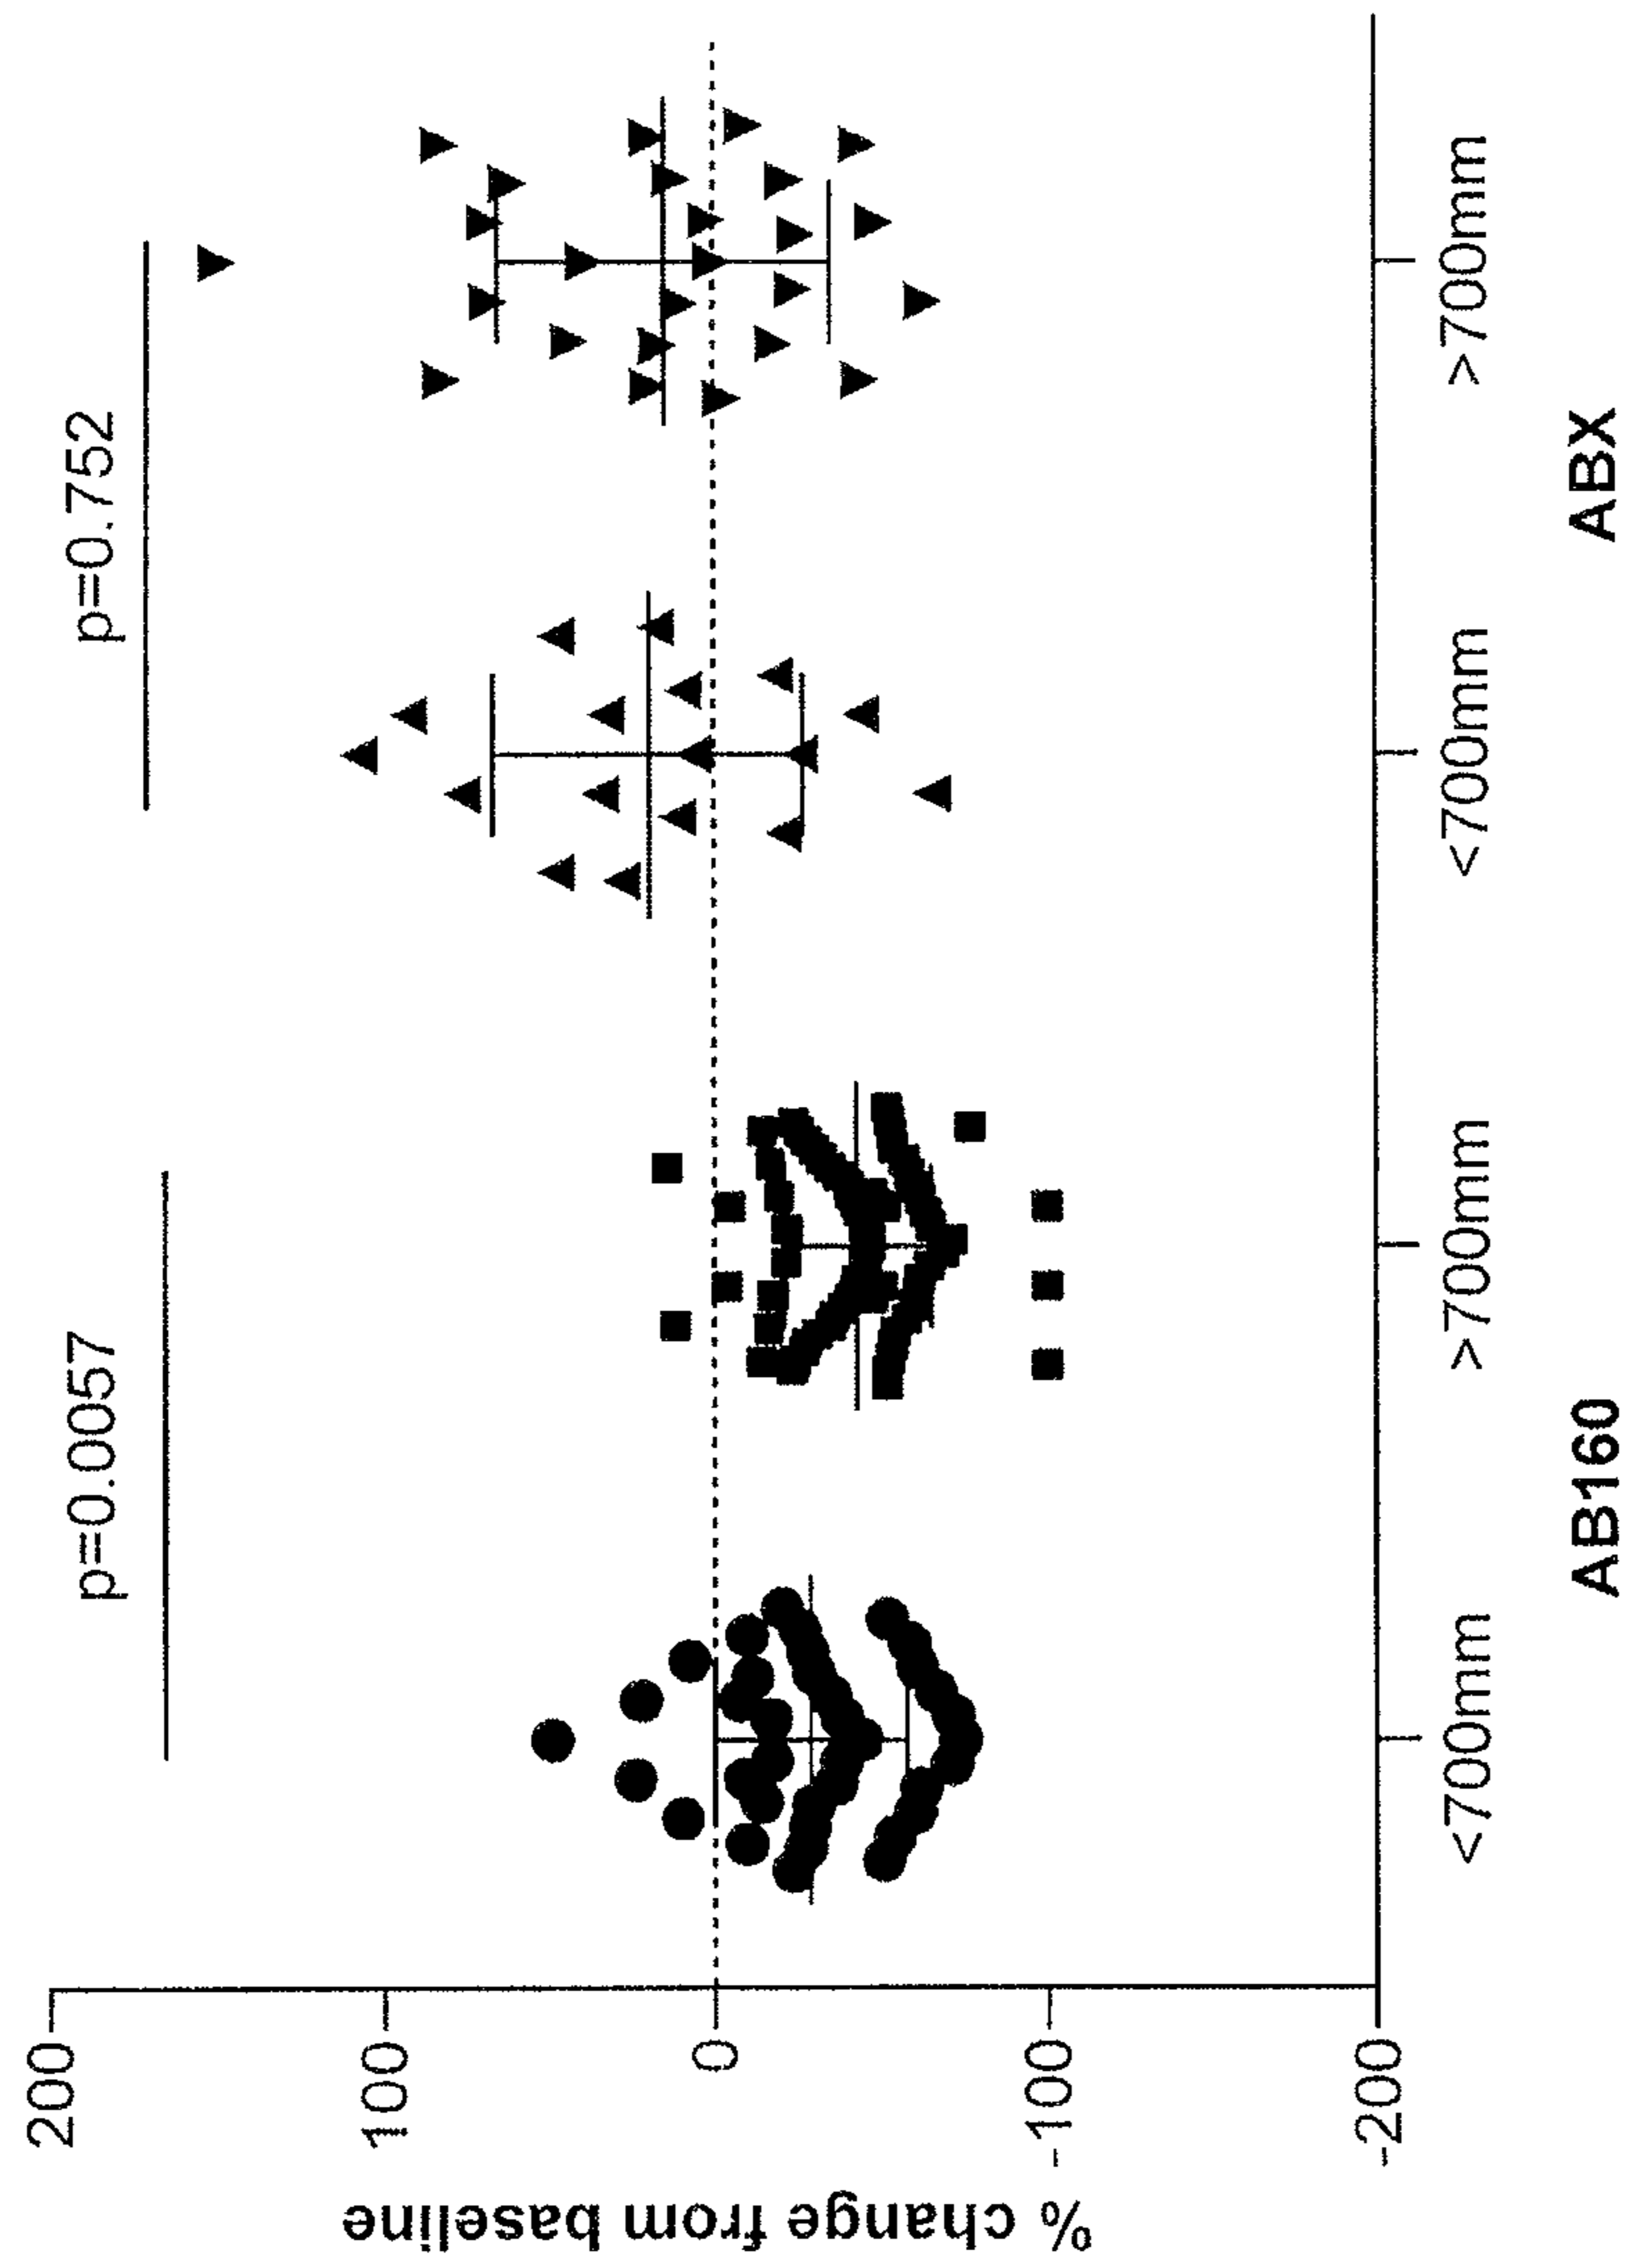 p=0.0057
p=0.752
200
100
0
-100
-200
% change from baseline
<700mm
>700mm
<700mm
>700mm
AB160
ABX